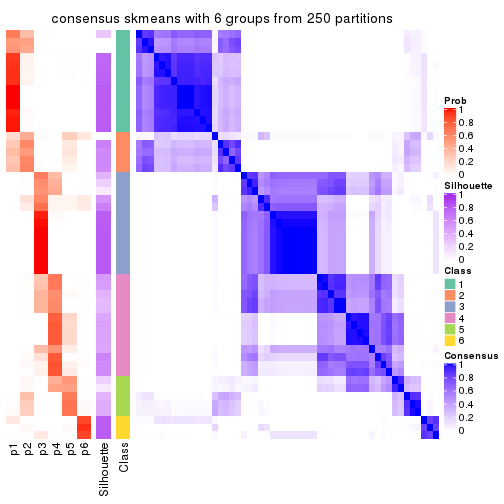 consensus skmeans with 6 groups from 250 partitions
Prob
1
0.8
0.6
0.4
0.2
0
Silhouette
1
0.8
0.6
0.4
0.2
0
Class
1
2
3
4
5
6
Consensus
1
0.8
0.6
0.4
0.2
0
p1
p2
p3
p4
p5
p6
Silhouette
Class